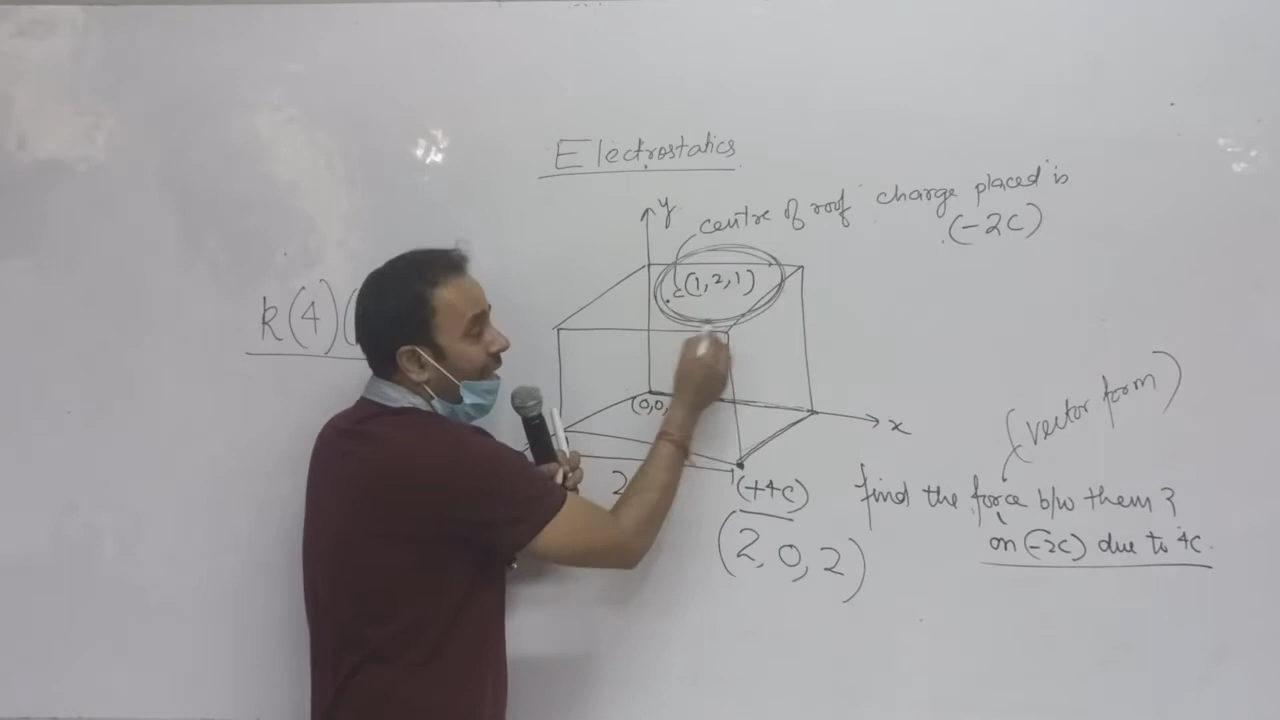 Electrostatics
y
centre of roof charge placed is
(-2C)
(1,2,1)
k(4)(
(0,0,
x
(vector form)
2
(+4C)
find the force b/w them?
(2,0,2)
on (-2C) due to 4C.